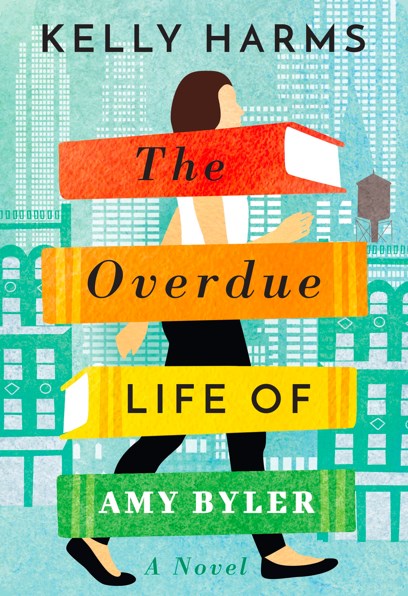 KELLY HARMS
The
Overdue
LIFE OF
AMY BYLER
A Novel